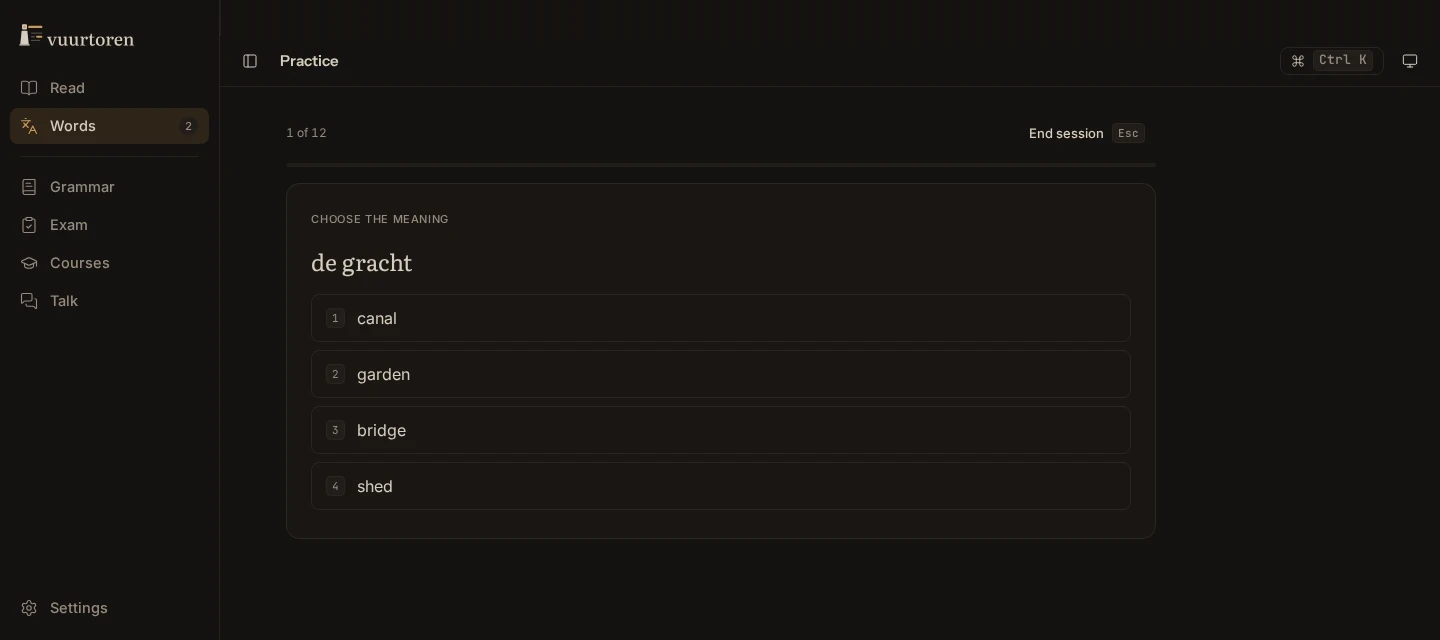 vuurtoren
Read
Words 2
Grammar
Exam
Courses
Talk
Settings
Practice
⌘ Ctrl K
1 of 12
End session Esc
CHOOSE THE MEANING
de gracht
1 canal
2 garden
3 bridge
4 shed